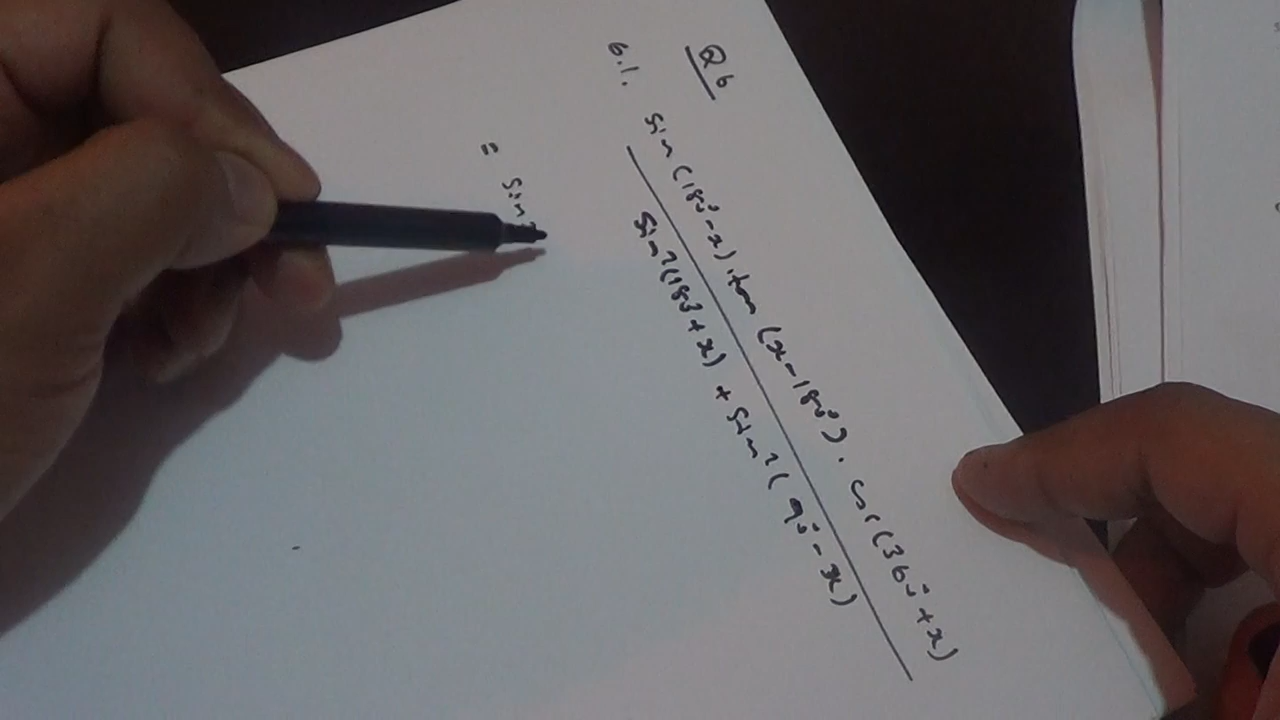 Q6
6.1. sin(180°-x).tan(x-180°).cos(360°+x)
sin²(180°+x) + sin²(90°-x)
= sin